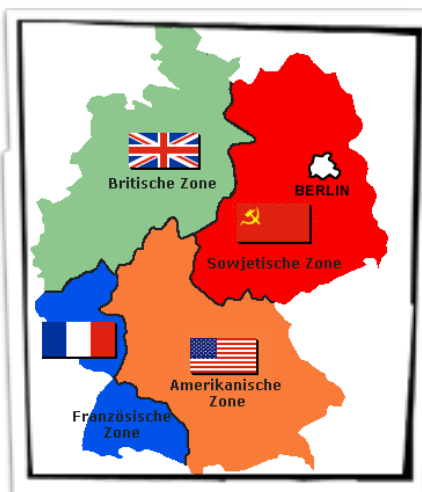 Britische Zone
BERLIN
Sowjetische Zone
Amerikanische
Zone
Französische
Zone